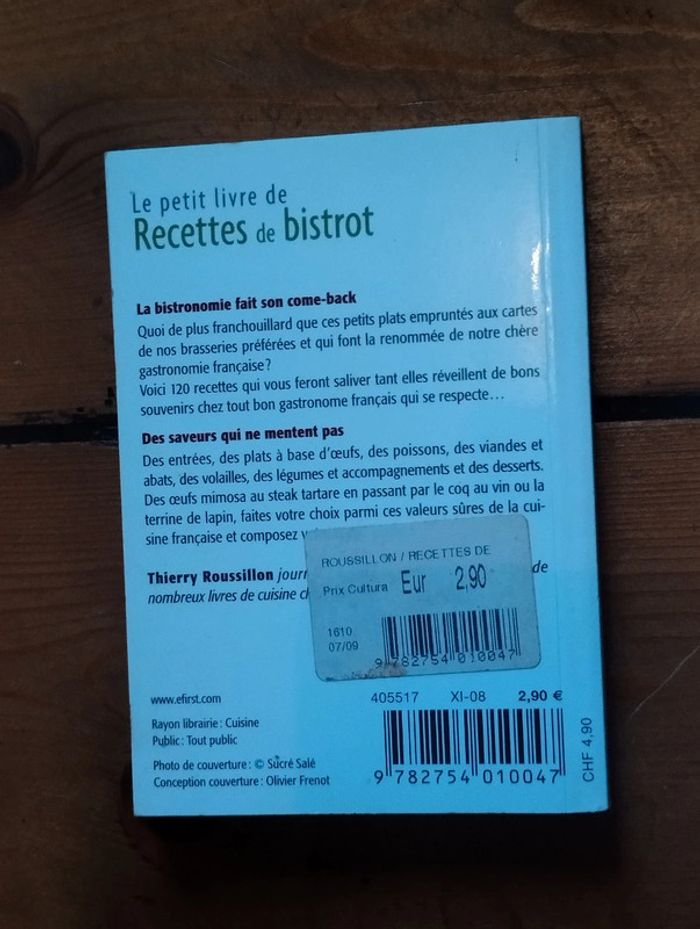 Le petit livre de
Recettes de bistrot
La bistronomie fait son come-back
Quoi de plus franchouillard que ces petits plats empruntés aux cartes
de nos brasseries préférées et qui font la renommée de notre chère
gastronomie française?
Voici 120 recettes qui vous feront saliver tant elles réveillent de bons
souvenirs chez tout bon gastronome français qui se respecte…
Des saveurs qui ne mentent pas
Des entrées, des plats à base d'œufs, des poissons, des viandes et
abats, des volailles, des légumes et accompagnements et des desserts.
Des œufs mimosa au steak tartare en passant par le coq au vin ou la
terrine de lapin, faites votre choix parmi ces valeurs sûres de la cui-
sine française et composez
Thierry Roussillon de
nombreux livres de cuisine
ROUSSILLON / RECETTES DE
Prix Cultura Eur 2,90
1610
07/09
9 782754 010047
www.efirst.com
405517 XI-08 2,90 €
Rayon librairie : Cuisine
Public : Tout public
Photo de couverture : © Sucré Salé
Conception couverture : Olivier Frenot
9 782754 010047
CHF 4,90